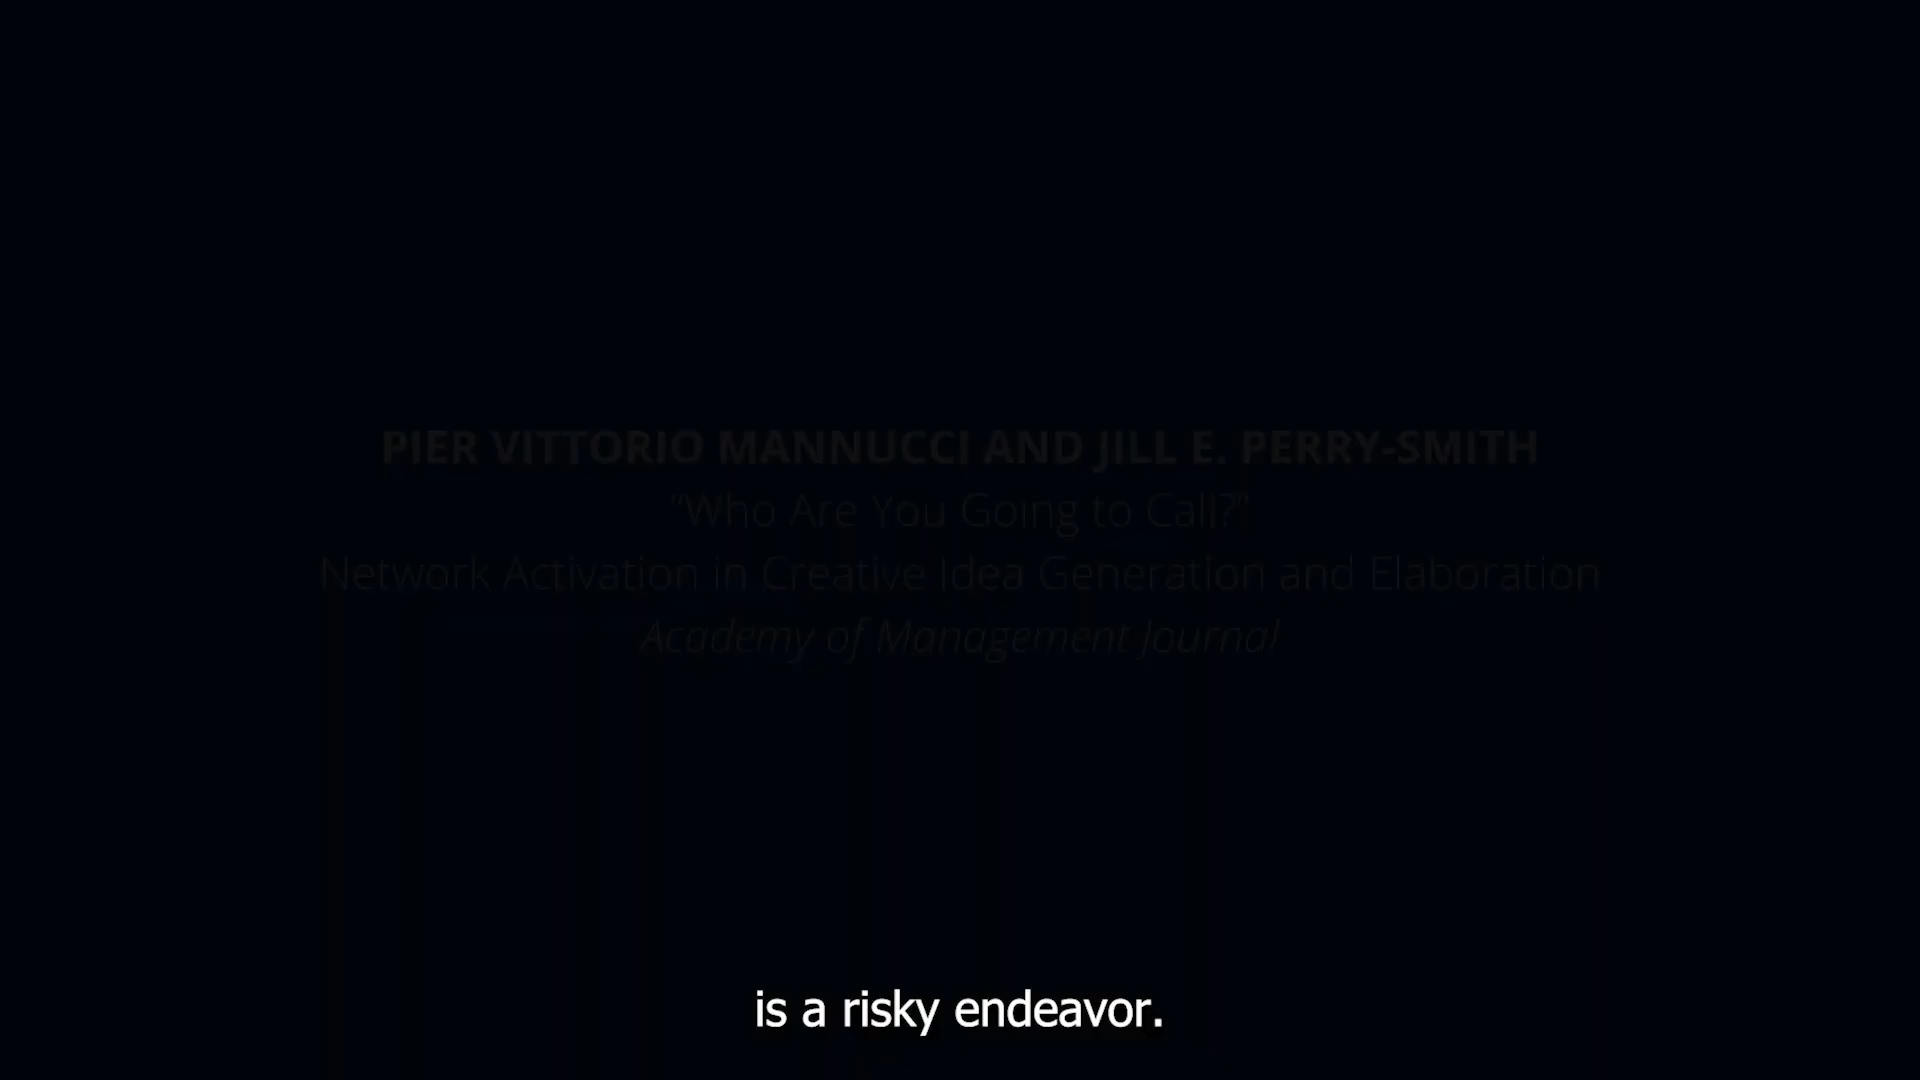 PIER VITTORIO MANNUCCI AND JILL E. PERRY-SMITH
“Who Are You Going to Call?”
Network Activation in Creative Idea Generation and Elaboration
Academy of Management Journal
is a risky endeavor.